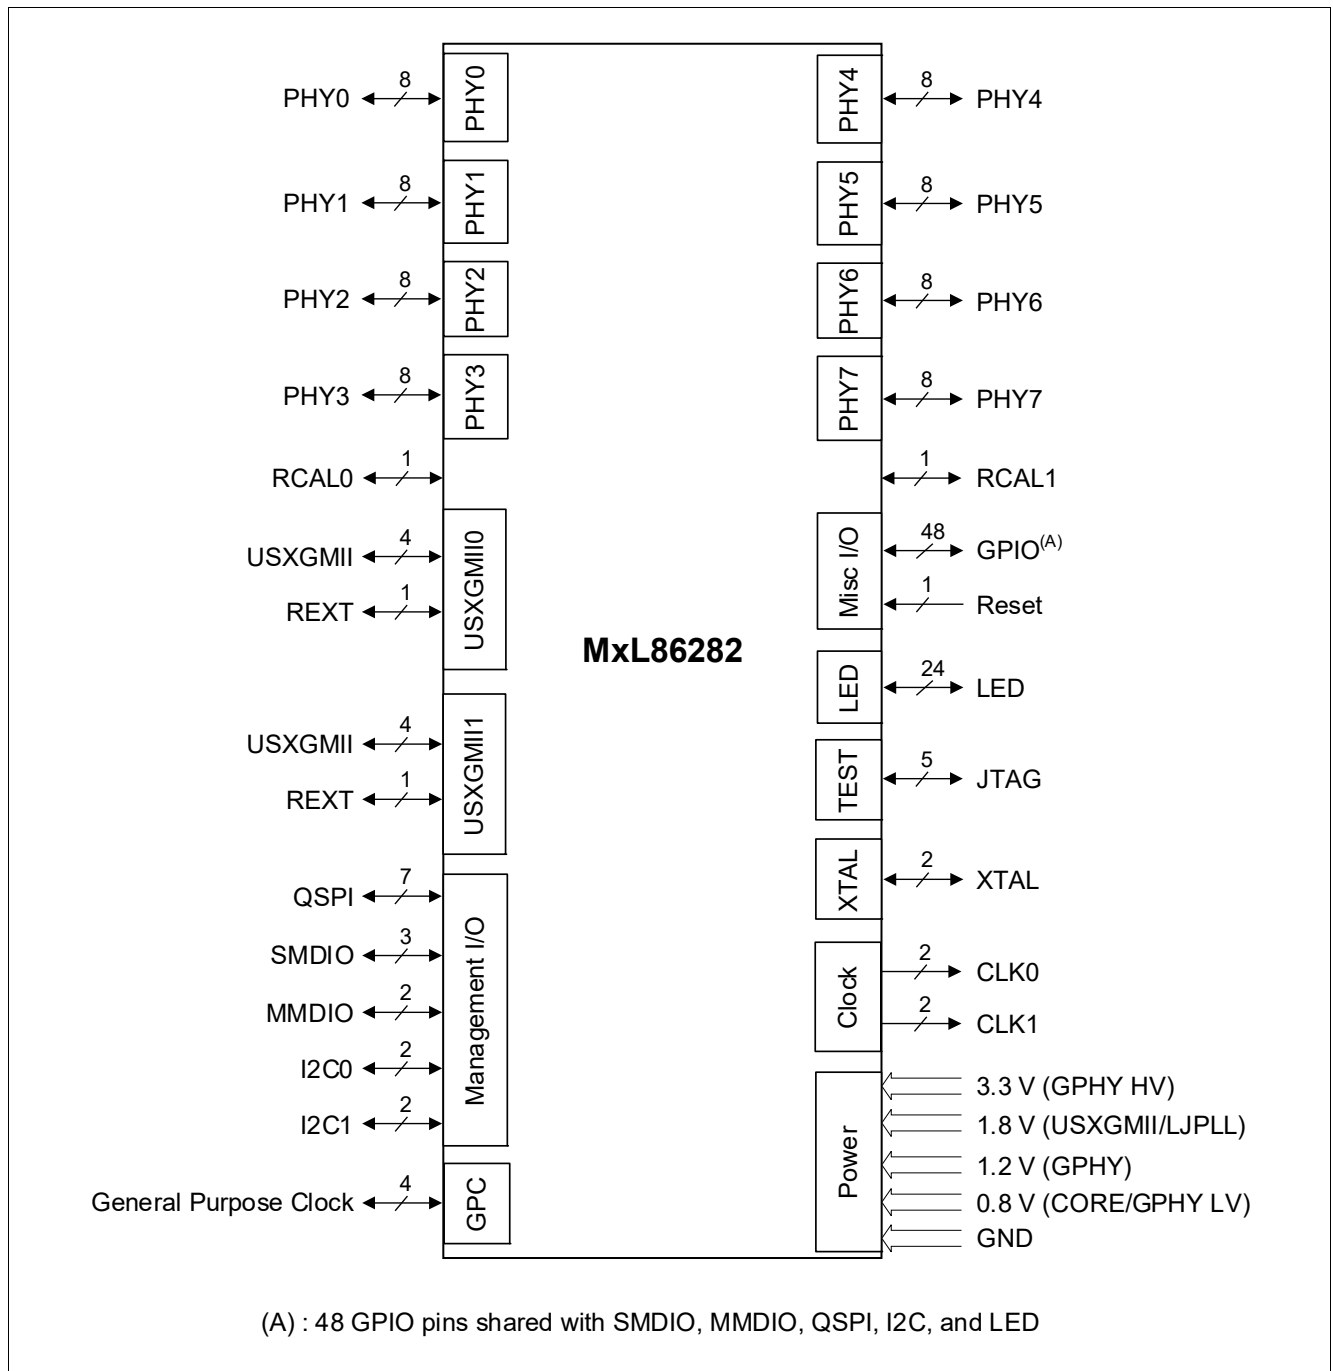 PHY0 8 PHY0
PHY1 8 PHY1
PHY2 8 PHY2
PHY3 8 PHY3
RCAL0 1
USXGMII 4
REXT 1
USXGMII0
USXGMII 4
REXT 1
USXGMII1
QSPI 7
SMDIO 3
MMDIO 2
I2C0 2
I2C1 2
Management I/O
General Purpose Clock 4 GPC
MxL86282
PHY4 8 PHY4
PHY5 8 PHY5
PHY6 8 PHY6
PHY7 8 PHY7
1 RCAL1
Misc I/O
48 GPIO(A)
1 Reset
LED 24 LED
TEST 5 JTAG
XTAL 2 XTAL
Clock
2 CLK0
2 CLK1
Power
3.3 V (GPHY HV)
1.8 V (USXGMII/LJPLL)
1.2 V (GPHY)
0.8 V (CORE/GPHY LV)
GND
(A) : 48 GPIO pins shared with SMDIO, MMDIO, QSPI, I2C, and LED